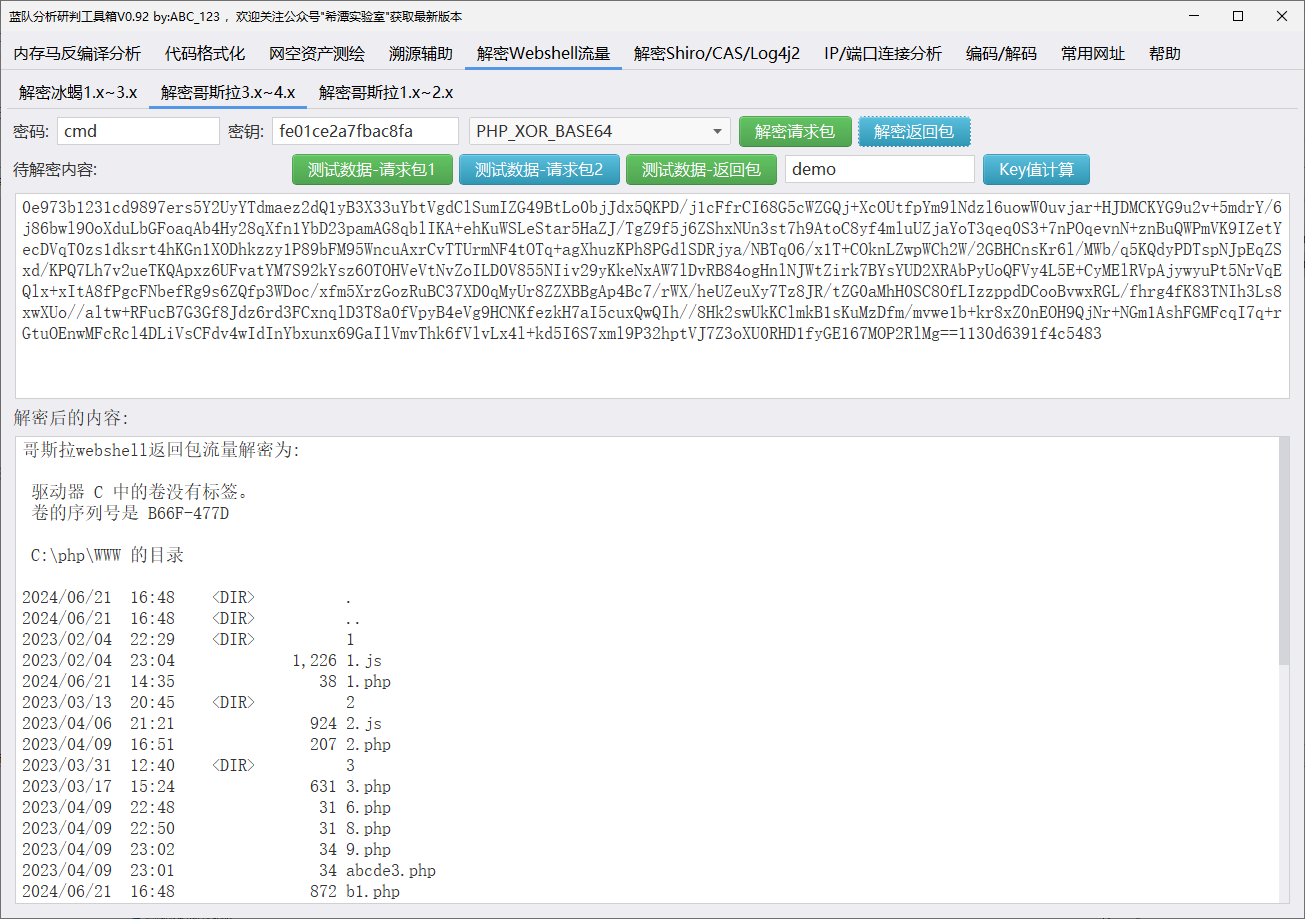 蓝队分析研判工具箱V0.92 by:ABC_123 ，欢迎关注公众号"希潭实验室"获取最新版本
内存马反编译分析 代码格式化 网空资产测绘 溯源辅助 解密Webshell流量 解密Shiro/CAS/Log4j2 IP/端口连接分析 编码/解码 常用网址 帮助
解密冰蝎1.x~3.x 解密哥斯拉3.x~4.x 解密哥斯拉1.x~2.x
密码: cmd 密钥: fe01ce2a7fbac8fa PHP_XOR_BASE64 解密请求包 解密返回包
待解密内容: 测试数据-请求包1 测试数据-请求包2 测试数据-返回包 demo Key值计算
0e973b1231cd9897ers5Y2UyYTdmaez2dQ1yB3X33uYbtVgdClSumIZG49BtLo0bjJdx5QKPD/j1cFfrCI68G5cWZGQj+XcOUtfpYm9lNdzl6uowW0uvjar+HJDMCKYG9u2v+5mdrY/6
j86bwl9OoXduLbGFoaqAb4Hy28qXfn1YbD23pamAG8qblIKA+ehKuWSLeStar5HaZJ/TgZ9f5j6ZShxNUn3st7h9AtoC8yf4mluUZjaYoT3qeq0S3+7nPOqevnN+znBuQWPmVK9IZetY
ecDVqT0zs1dksrt4hKGn1XODhkzzy1P89bFM95WncuAxrCvTTUrmNF4tOTq+agXhuzKPh8PGdlSDRjya/NBTq06/x1T+COknLZwpWCh2W/2GBHCnsKr6l/MWb/q5KQdyPDTspNJpEqZS
xd/KPQ7Lh7v2ueTKQApxz6UFvatYM7S92kYsz6OTOHVeVtNvZoILD0V855NIiv29yKkeNxAW7lDvRB84ogHnlNJWtZirk7BYsYUD2XRAbPyUoQFVy4L5E+CyMElRVpAjywyuPt5NrVqE
Qlx+xItA8fPgcFNbefRg9s6ZQfp3WDoc/xfm5XrzGozRuBC37XD0qMyUr8ZZXBBgAp4Bc7/rWX/heUZeuXy7Tz8JR/tZG0aMhH0SC8OfLIzzppdDCooBvwxRGL/fhrg4fK83TNIh3Ls8
xwXUo//altw+RFucB7G3Gf8Jdz6rd3FCxnqlD3T8a0fVpyB4eVg9HCNKfezkH7aI5cuxQwQIh//8Hk2swUkKClmkB1sKuMzDfm/mvwe1b+kr8xZ0nEOH9QjNr+NGm1AshFGMFcqI7q+r
GtuOEnwMFcRcl4DLiVsCFdv4wIdInYbxunx69GaIlVmvThk6fVlvLx4l+kd5I6S7xml9P32hptVJ7Z3oXU0RHD1fyGE167MOP2RlMg==1130d6391f4c5483
解密后的内容:
哥斯拉webshell返回包流量解密为:
驱动器 C 中的卷没有标签。
卷的序列号是 B66F-477D
C:\php\WWW 的目录
2024/06/21 16:48 <DIR> .
2024/06/21 16:48 <DIR> ..
2023/02/04 22:29 <DIR> 1
2023/02/04 23:04 1,226 1.js
2024/06/21 14:35 38 1.php
2023/03/13 20:45 <DIR> 2
2023/04/06 21:21 924 2.js
2023/04/09 16:51 207 2.php
2023/03/31 12:40 <DIR> 3
2023/03/17 15:24 631 3.php
2023/04/09 22:48 31 6.php
2023/04/09 22:50 31 8.php
2023/04/09 23:02 34 9.php
2023/04/09 23:01 34 abcde3.php
2024/06/21 16:48 872 b1.php